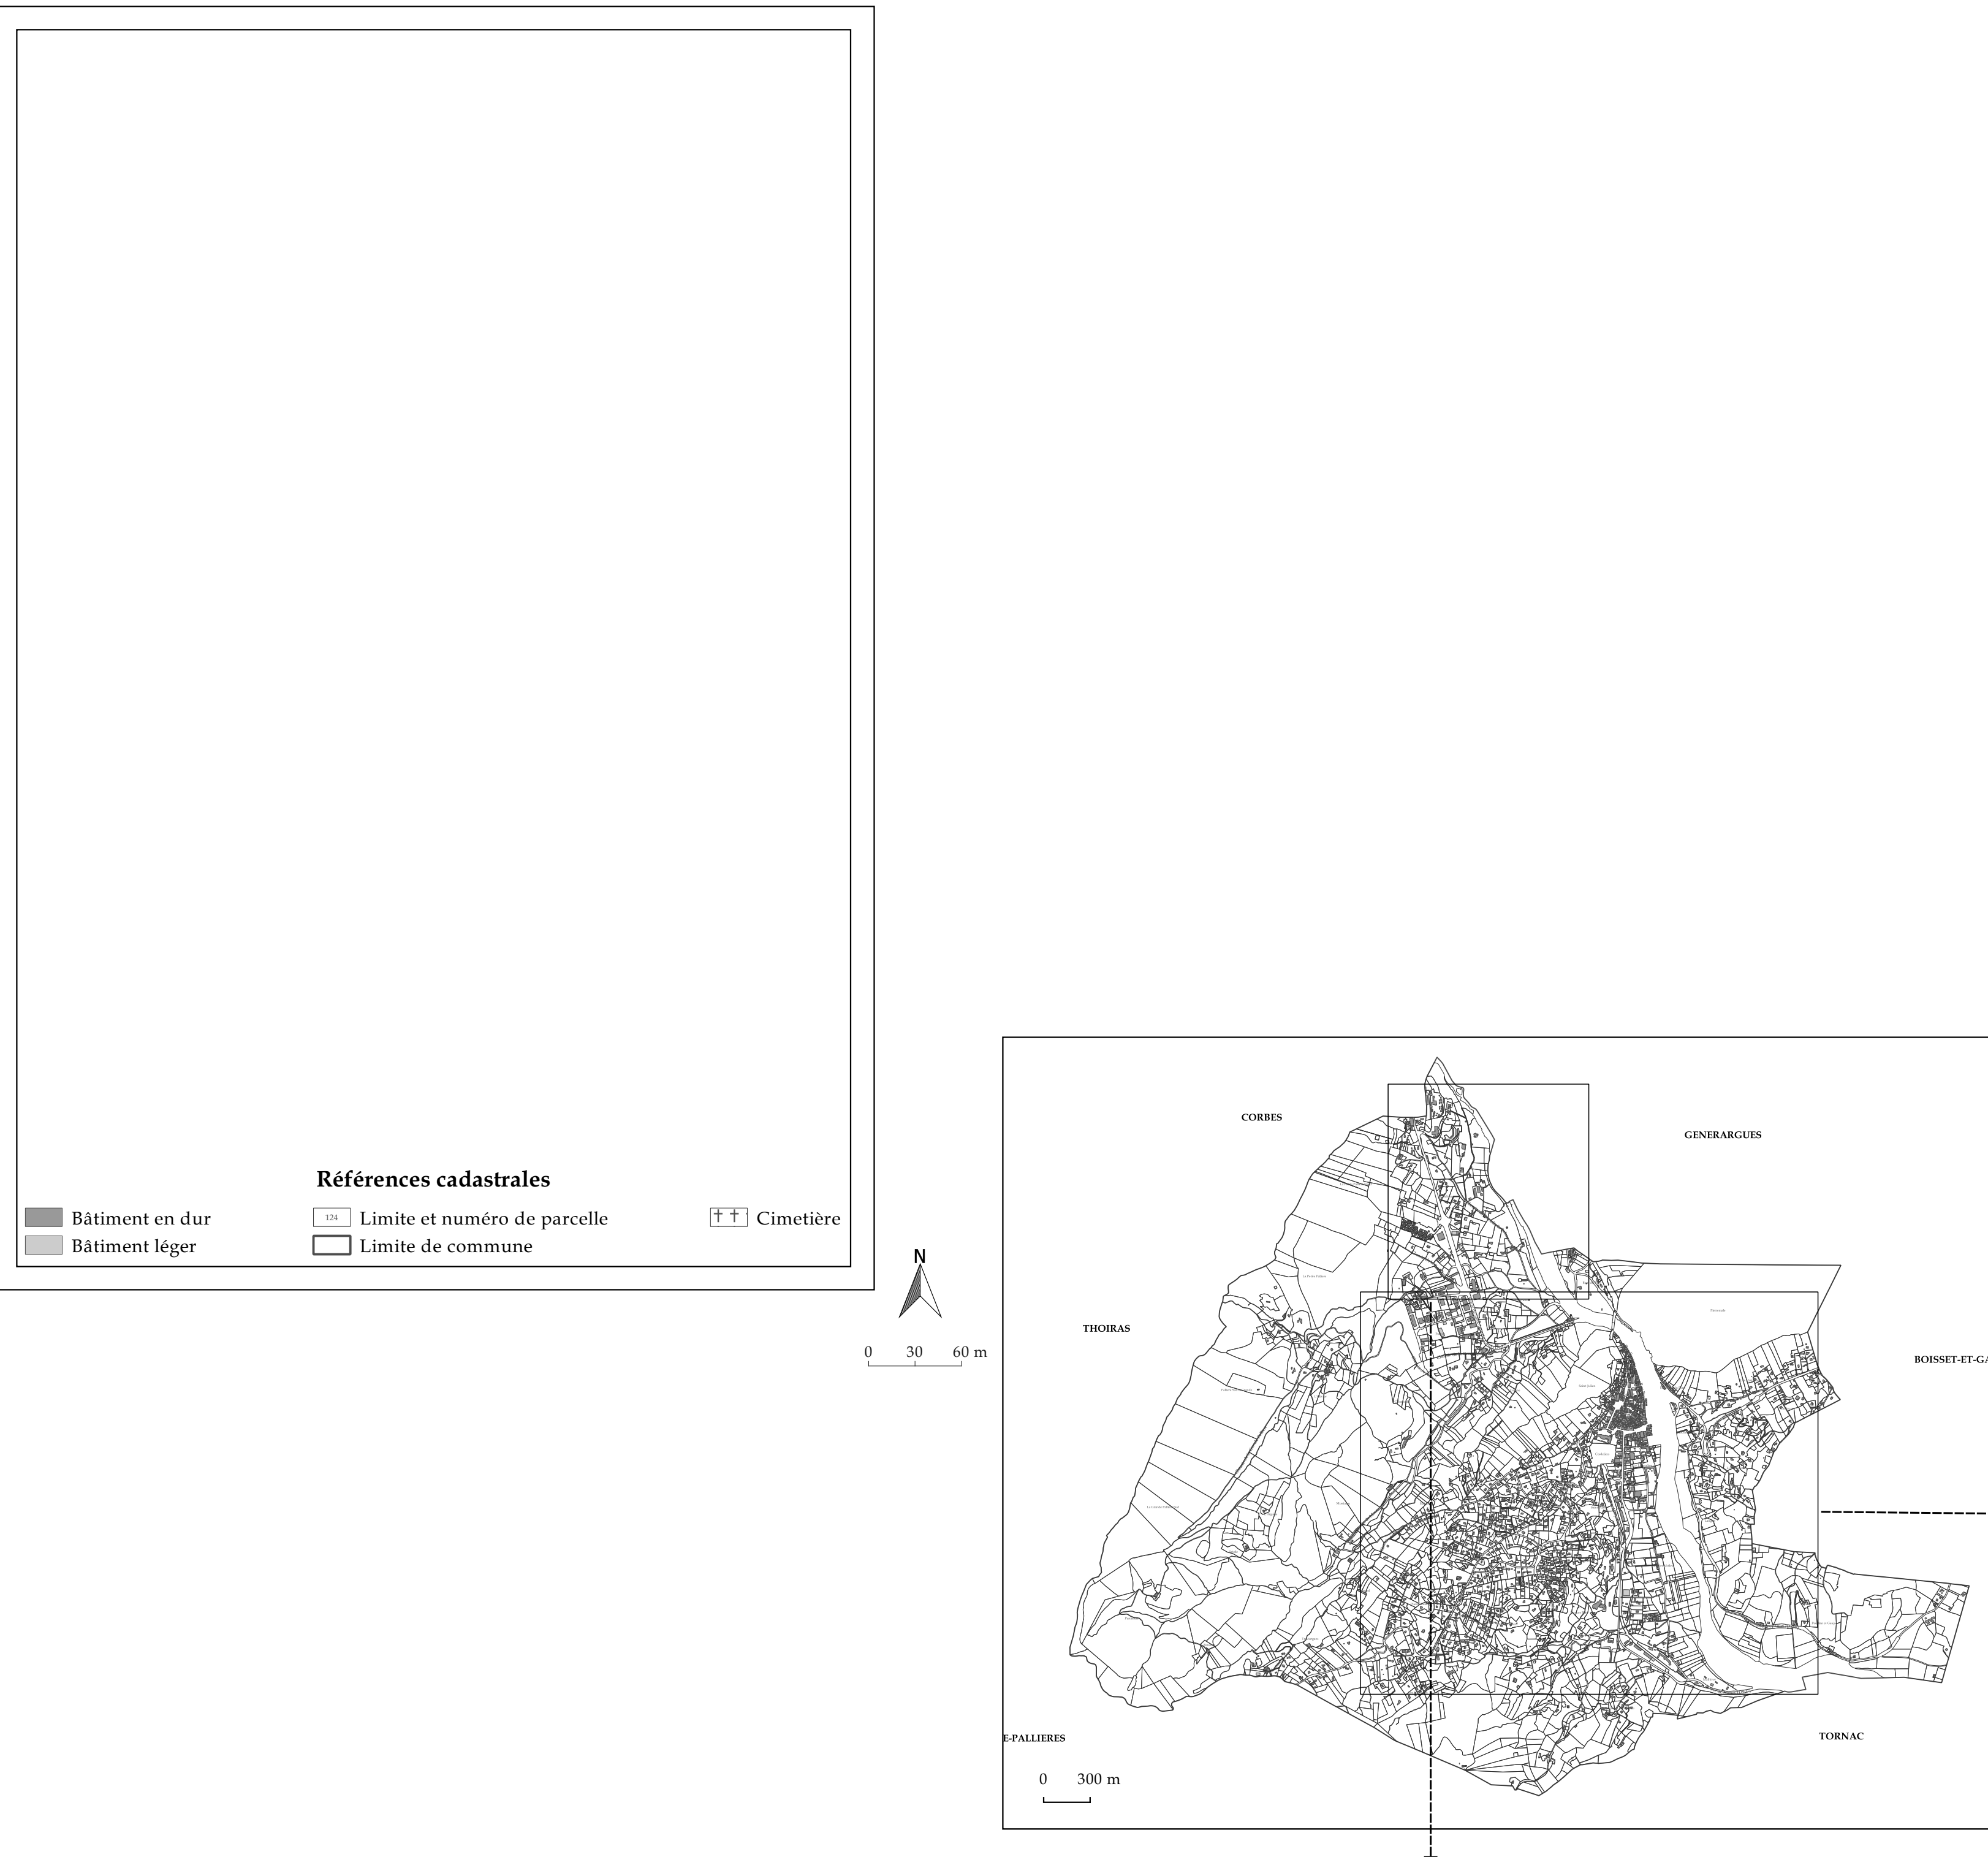 Références cadastrales
Bâtiment en dur
124 Limite et numéro de parcelle
Cimetière
Bâtiment léger
Limite de commune
N
0 30 60 m
CORBES
GENERARGUES
THOIRAS
BOISSET-ET-GA
E-PALLIERES
TORNAC
0 300 m